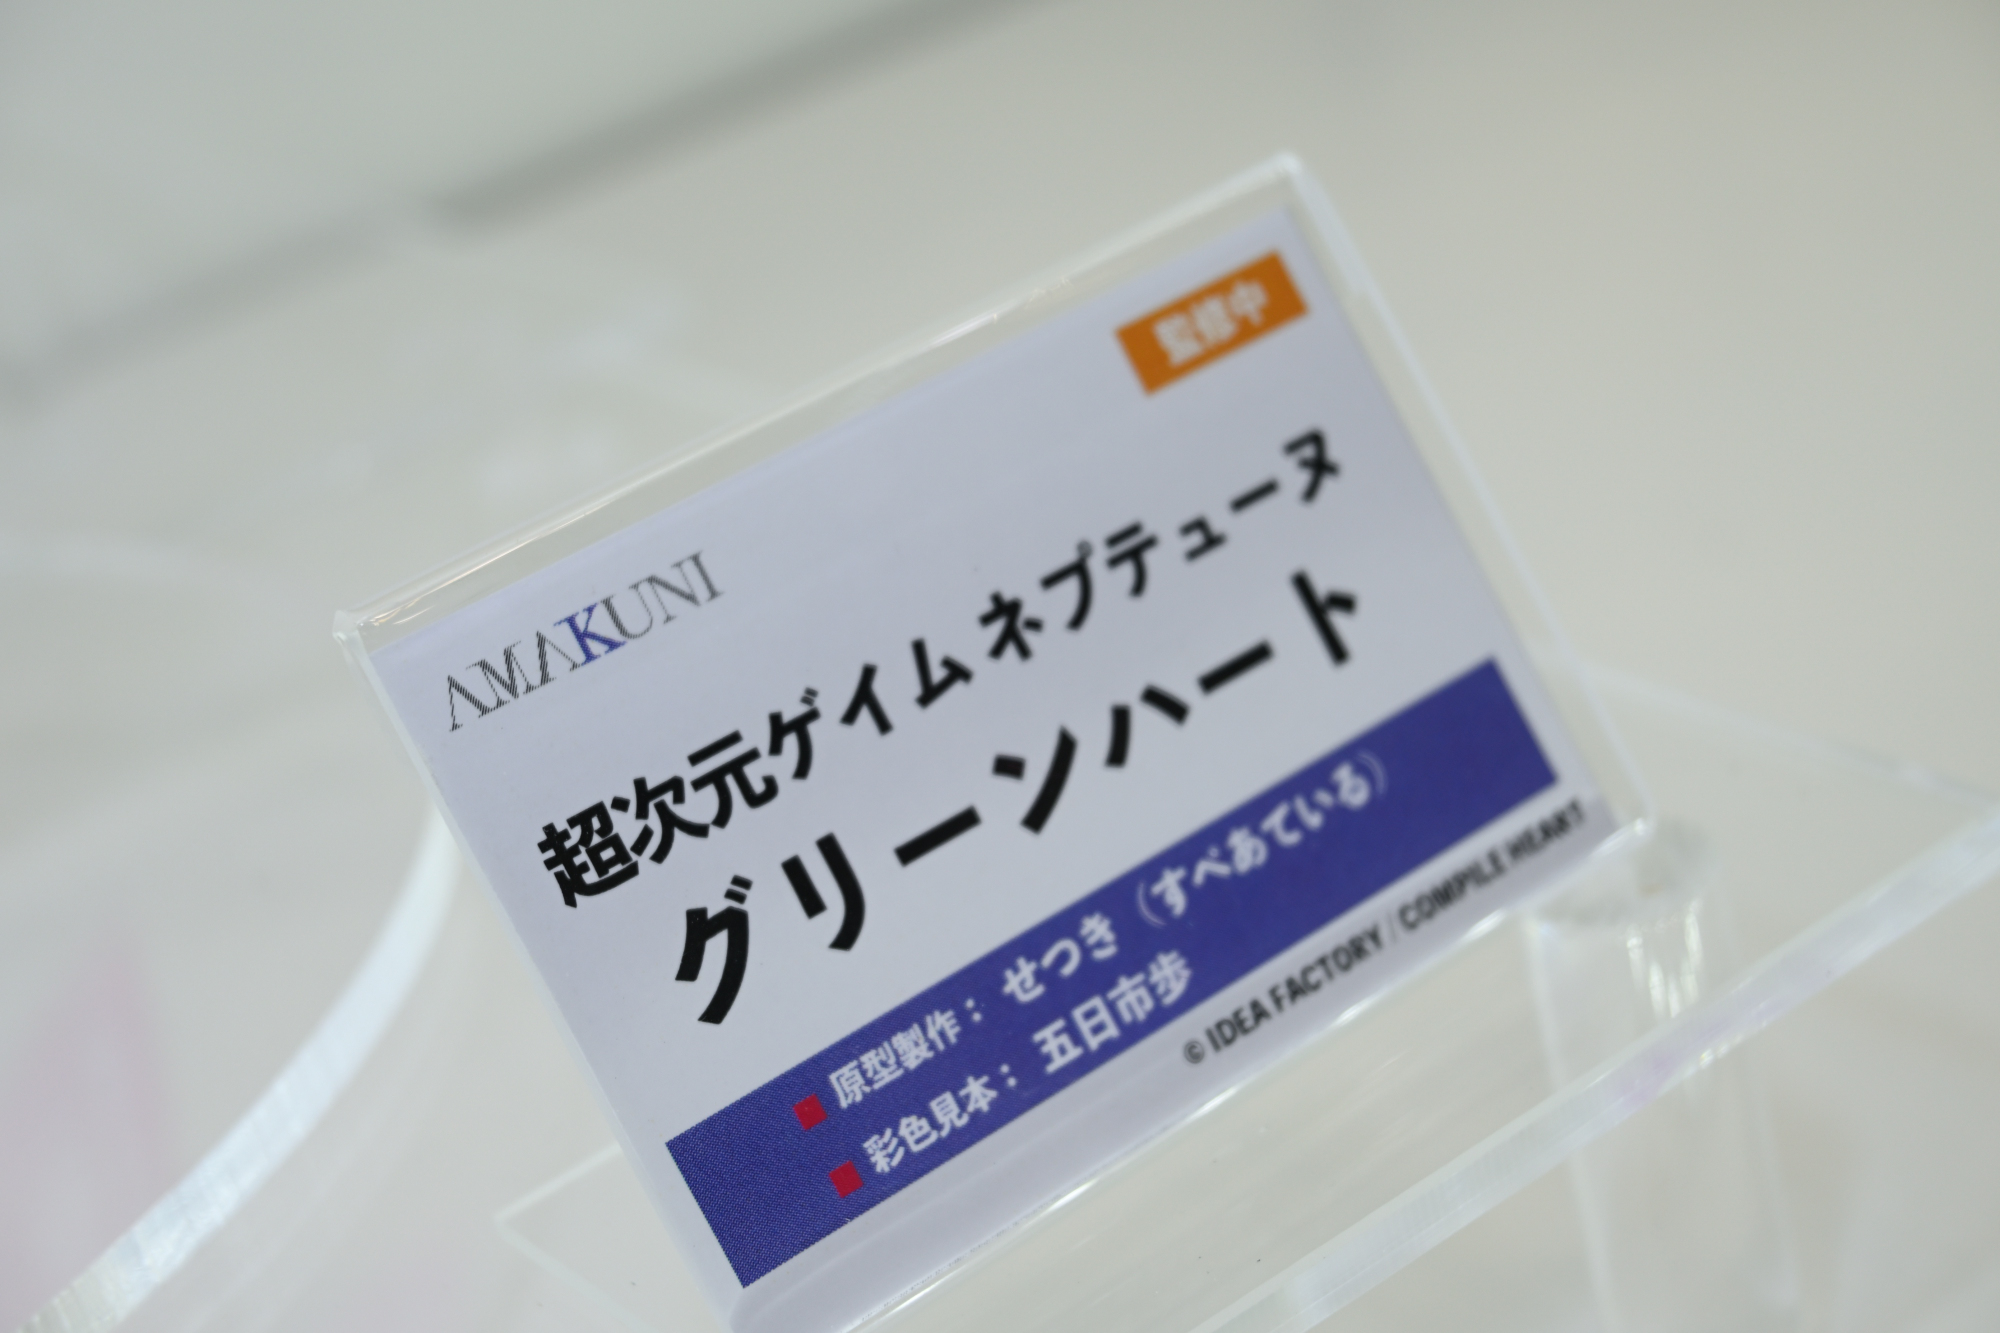 監修中
AMAKUNI
超次元ゲイムネプテューヌ
グリーンハート
■ 原型製作：せつき（すべあている）
■ 彩色見本：五日市歩
© IDEA FACTORY / COMPILE HEART